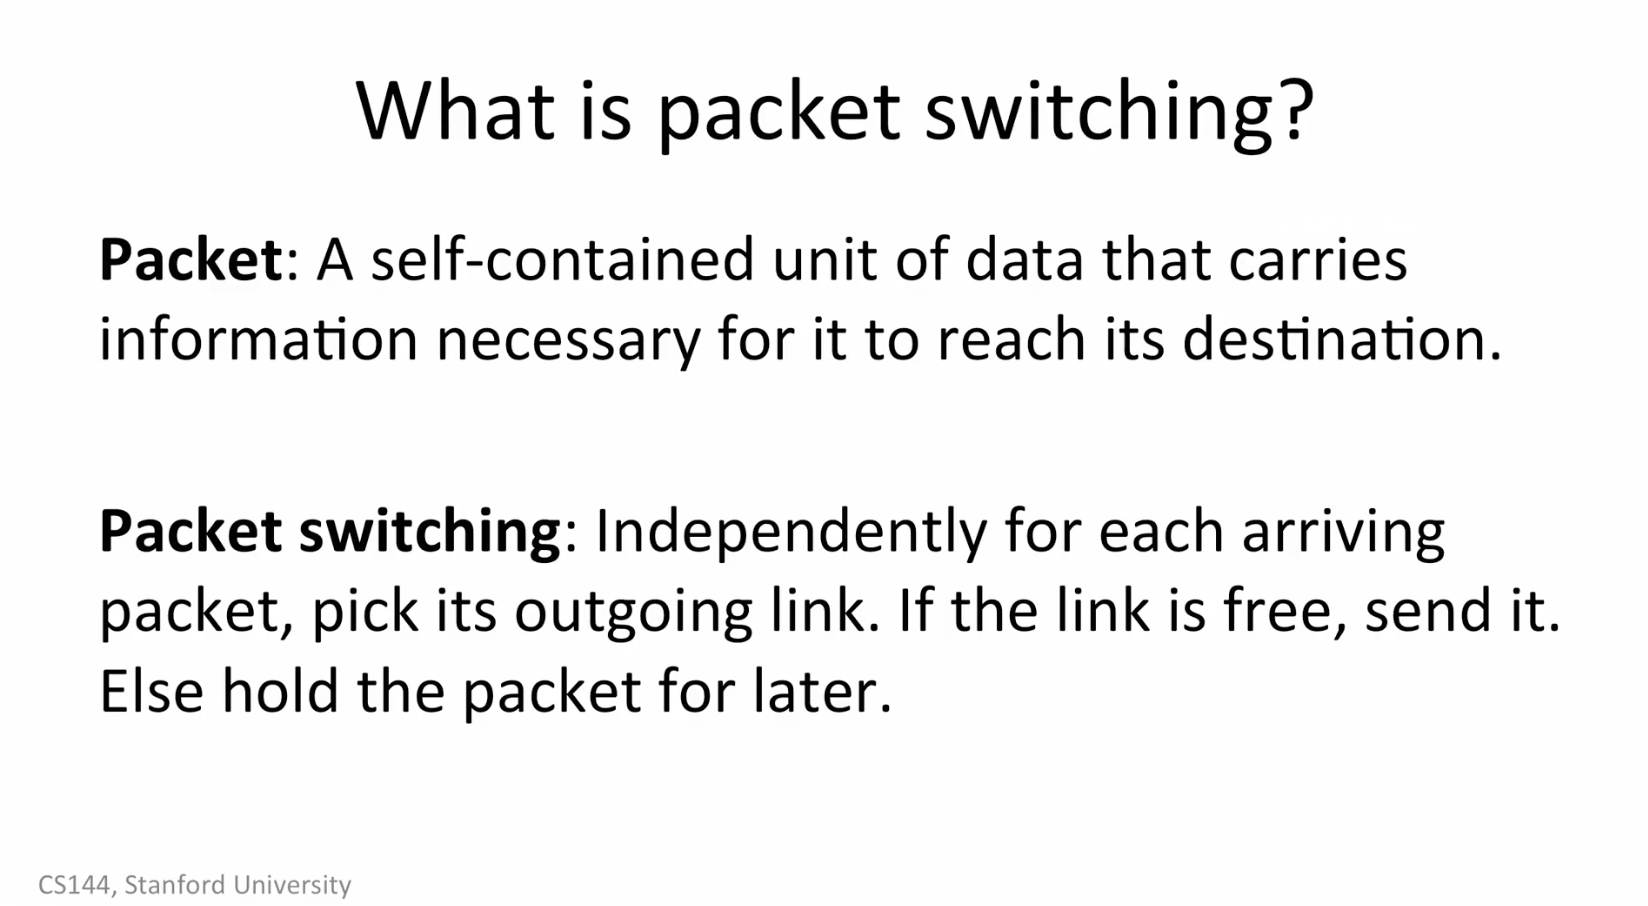 What is packet switching?
Packet: A self-contained unit of data that carries
information necessary for it to reach its destination.
Packet switching: Independently for each arriving
packet, pick its outgoing link. If the link is free, send it.
Else hold the packet for later.
CS144, Stanford University